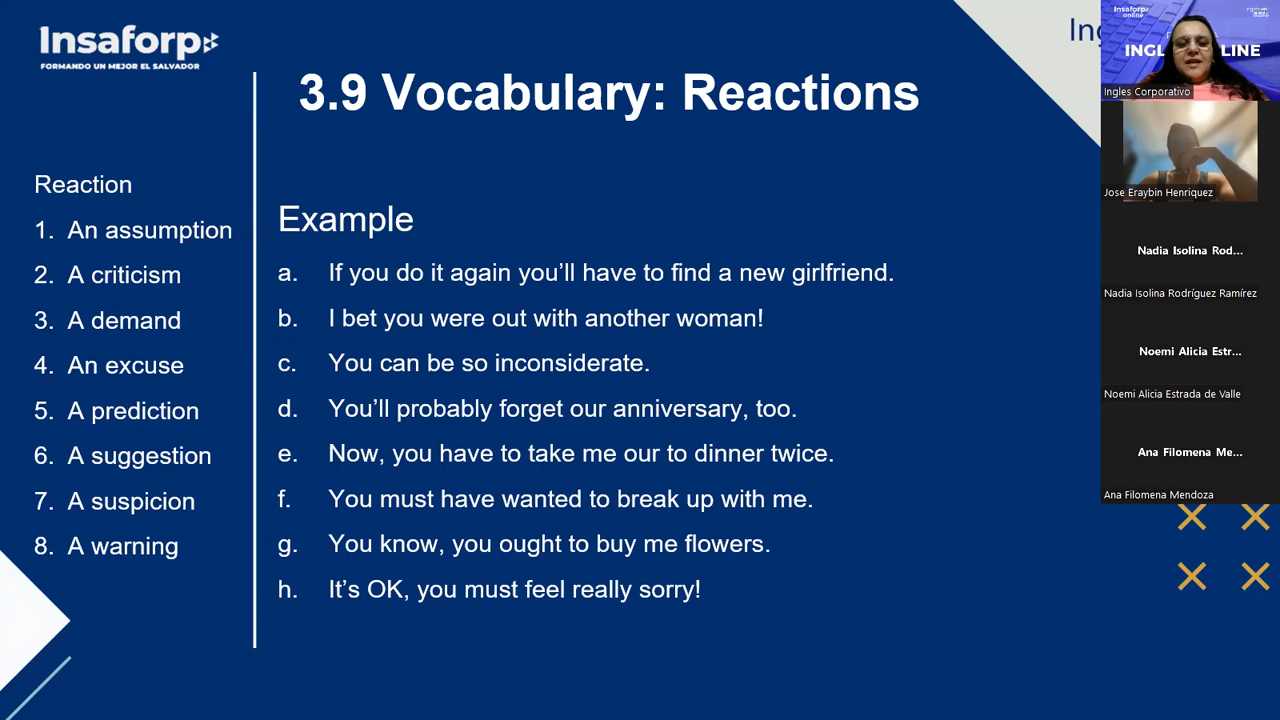 Insaforp
FORMANDO UN MEJOR EL SALVADOR
3.9 Vocabulary: Reactions
Reaction
1. An assumption
2. A criticism
3. A demand
4. An excuse
5. A prediction
6. A suggestion
7. A suspicion
8. A warning
Example
a. If you do it again you’ll have to find a new girlfriend.
b. I bet you were out with another woman!
c. You can be so inconsiderate.
d. You’ll probably forget our anniversary, too.
e. Now, you have to take me our to dinner twice.
f. You must have wanted to break up with me.
g. You know, you ought to buy me flowers.
h. It’s OK, you must feel really sorry!
Ing
Insaforp
online
INGL LINE
Ingles Corporativo
Jose Eraybin Henriquez
Nadia Isolina Rod...
Nadia Isolina Rodríguez Ramírez
Noemi Alicia Estr...
Noemi Alicia Estrada de Valle
Ana Filomena Me...
Ana Filomena Mendoza